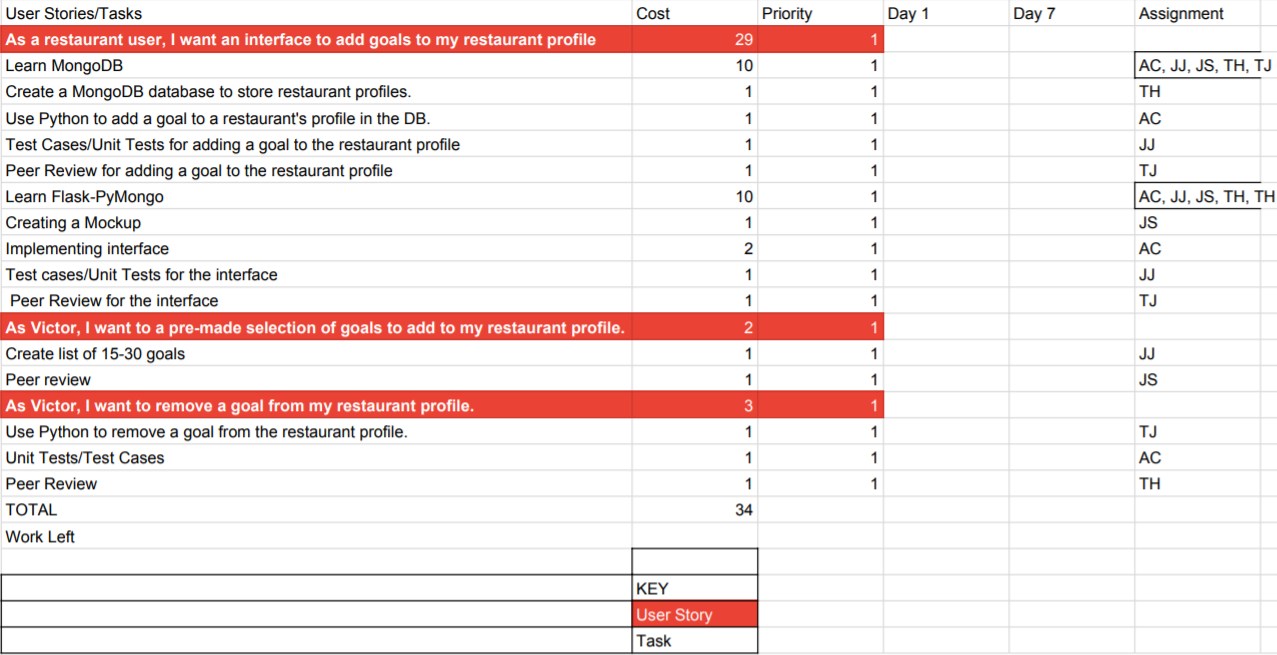 User Stories/Tasks Cost Priority Day 1 Day 7 Assignment
As a restaurant user, I want an interface to add goals to my restaurant profile 29 1
Learn MongoDB 10 1 AC, JJ, JS, TH, TJ
Create a MongoDB database to store restaurant profiles. 1 1 TH
Use Python to add a goal to a restaurant's profile in the DB. 1 1 AC
Test Cases/Unit Tests for adding a goal to the restaurant profile 1 1 JJ
Peer Review for adding a goal to the restaurant profile 1 1 TJ
Learn Flask-PyMongo 10 1 AC, JJ, JS, TH, TH
Creating a Mockup 1 1 JS
Implementing interface 2 1 AC
Test cases/Unit Tests for the interface 1 1 JJ
Peer Review for the interface 1 1 TJ
As Victor, I want to a pre-made selection of goals to add to my restaurant profile. 2 1
Create list of 15-30 goals 1 1 JJ
Peer review 1 1 JS
As Victor, I want to remove a goal from my restaurant profile. 3 1
Use Python to remove a goal from the restaurant profile. 1 1 TJ
Unit Tests/Test Cases 1 1 AC
Peer Review 1 1 TH
TOTAL 34
Work Left
KEY
User Story
Task